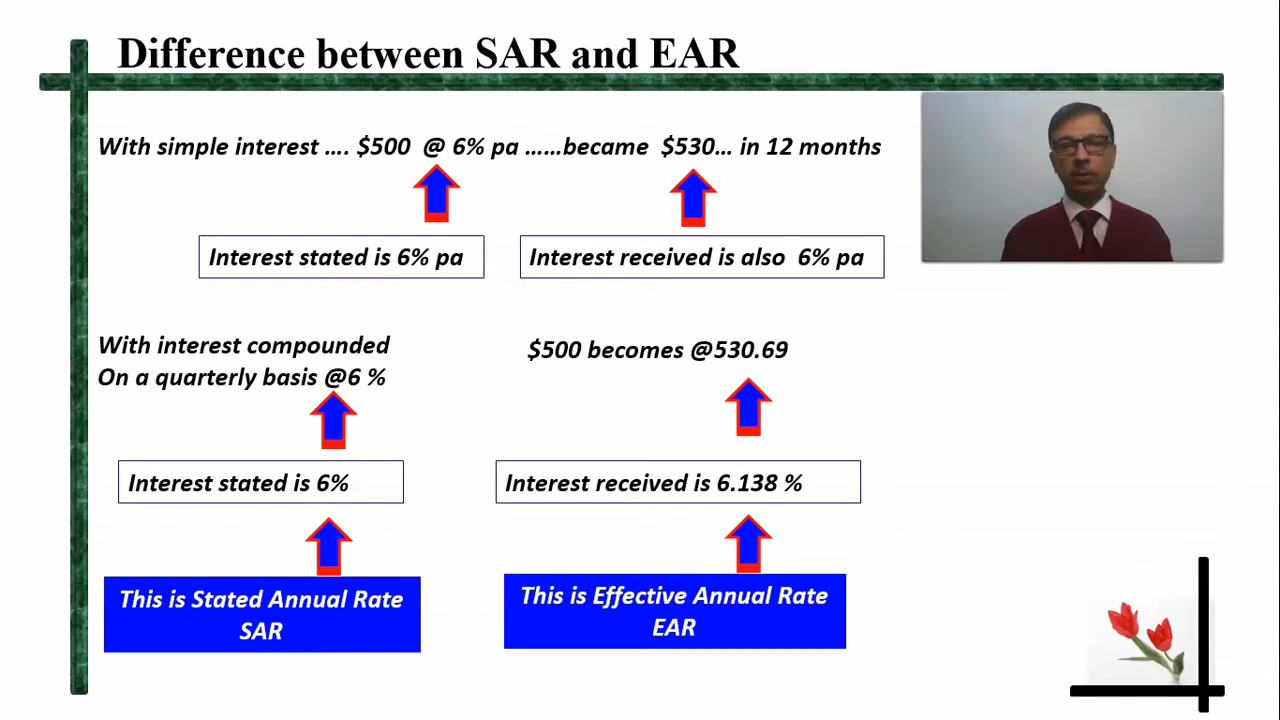 Difference between SAR and EAR
With simple interest .... $500 @ 6% pa ......became $530... in 12 months
Interest stated is 6% pa
Interest received is also 6% pa
With interest compounded
On a quarterly basis @6 %
$500 becomes @530.69
Interest stated is 6%
Interest received is 6.138 %
This is Stated Annual Rate
SAR
This is Effective Annual Rate
EAR